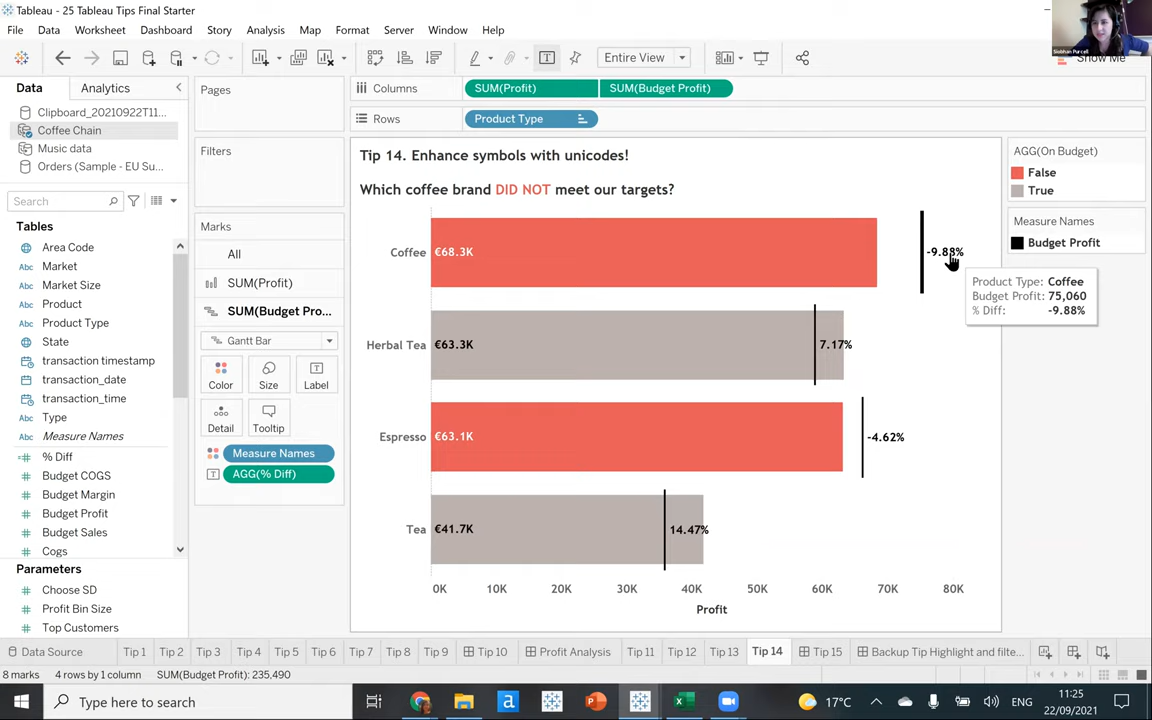 Tableau - 25 Tableau Tips Final Starter
Siobhan Purcell
File Data Worksheet Dashboard Story Analysis Map Format Server Window Help
Entire View
Show Me
Data Analytics
Clipboard_20210922T11...
Coffee Chain
Music data
Orders (Sample - EU Su...
Search
Tables
Area Code
Abc Market
Abc Market Size
Product
Abc Product Type
State
transaction timestamp
transaction_date
transaction_time
Abc Type
Abc Measure Names
% Diff
Budget COGS
Budget Margin
Budget Profit
Budget Sales
Cogs
Parameters
Choose SD
Profit Bin Size
Top Customers
Pages
Filters
Marks
All
SUM(Profit)
SUM(Budget Pro...
Gantt Bar
Color Size Label
Detail Tooltip
Measure Names
AGG(% Diff)
Columns SUM(Profit) SUM(Budget Profit)
Rows Product Type
Tip 14. Enhance symbols with unicodes!
Which coffee brand DID NOT meet our targets?
Coffee €68.3K -9.88%
Herbal Tea €63.3K 7.17%
Espresso €63.1K -4.62%
Tea €41.7K 14.47%
0K 10K 20K 30K 40K 50K 60K 70K 80K
Profit
Product Type: Coffee
Budget Profit: 75,060
% Diff: -9.88%
AGG(On Budget)
False
True
Measure Names
Budget Profit
Data Source Tip 1 Tip 2 Tip 3 Tip 4 Tip 5 Tip 6 Tip 7 Tip 8 Tip 9 Tip 10 Profit Analysis Tip 11 Tip 12 Tip 13 Tip 14 Tip 15 Backup Tip Highlight and filte...
8 marks 4 rows by 1 column SUM(Budget Profit): 235,490
Type here to search
17°C ENG
11:25
22/09/2021